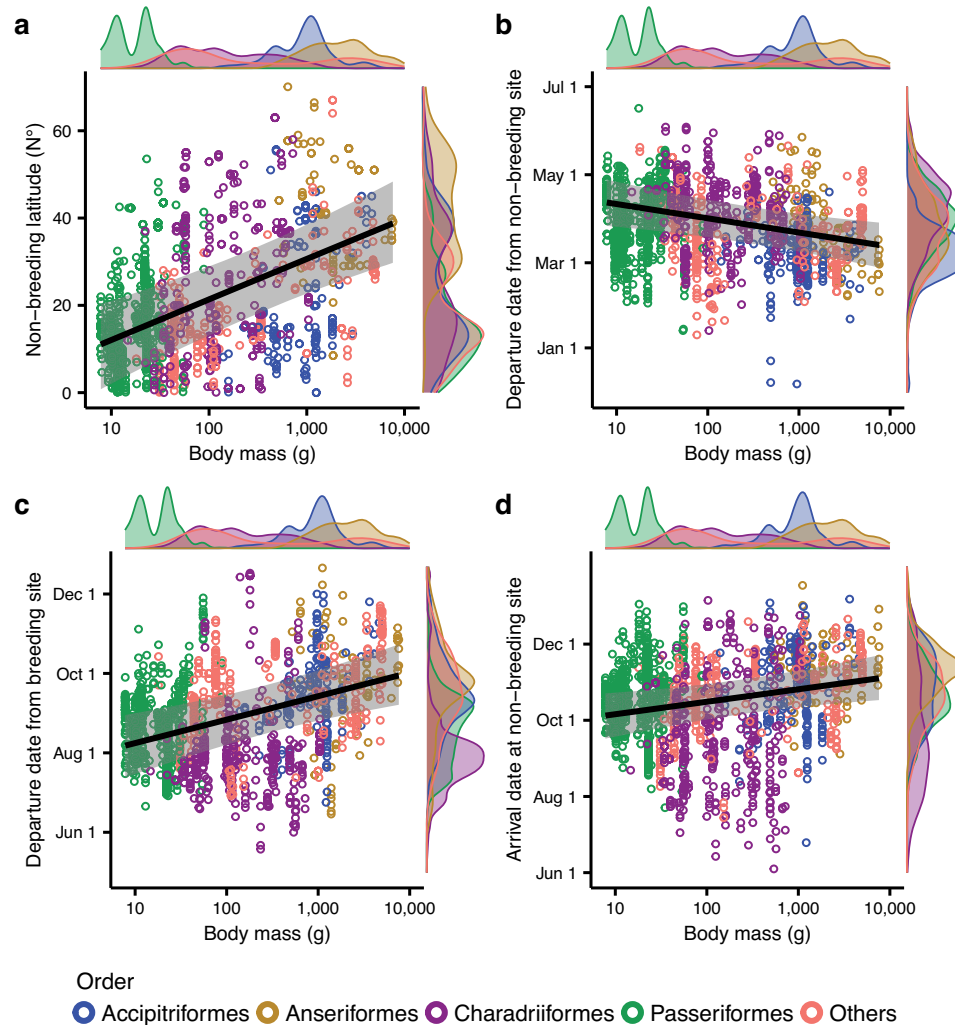 a
Non−breeding latitude (N°)
60
40
20
0
10
100
1,000
10,000
Body mass (g)
b
Departure date from non−breeding site
Jul 1
May 1
Mar 1
Jan 1
10
100
1,000
10,000
Body mass (g)
c
Departure date from breeding site
Dec 1
Oct 1
Aug 1
Jun 1
10
100
1,000
10,000
Body mass (g)
d
Arrival date at non−breeding site
Dec 1
Oct 1
Aug 1
Jun 1
10
100
1,000
10,000
Body mass (g)
Order
Accipitriformes
Anseriformes
Charadriiformes
Passeriformes
Others